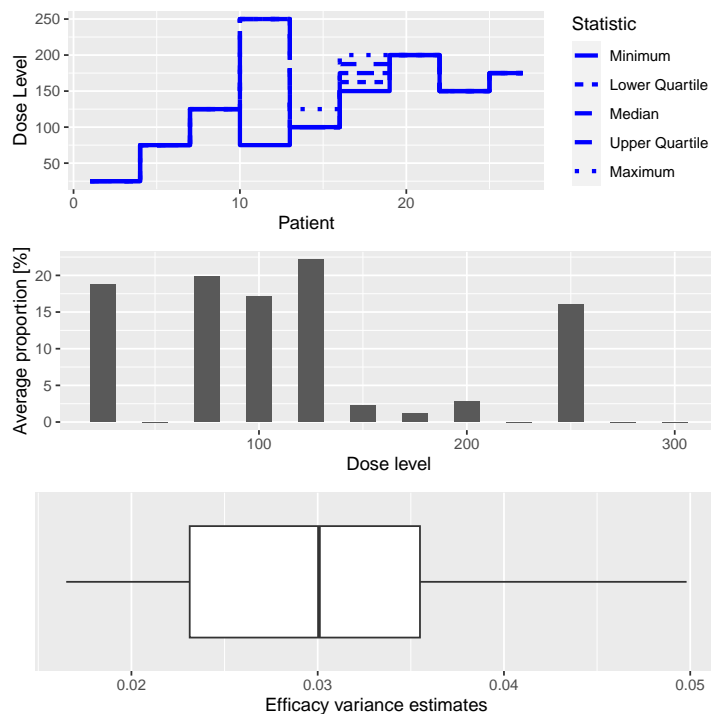 250
200
150
100
50
Dose Level
0
10
20
Patient
Statistic
Minimum
Lower Quartile
Median
Upper Quartile
Maximum
20
15
10
5
0
Average proportion [%]
100
200
300
Dose level
0.02
0.03
0.04
0.05
Efficacy variance estimates